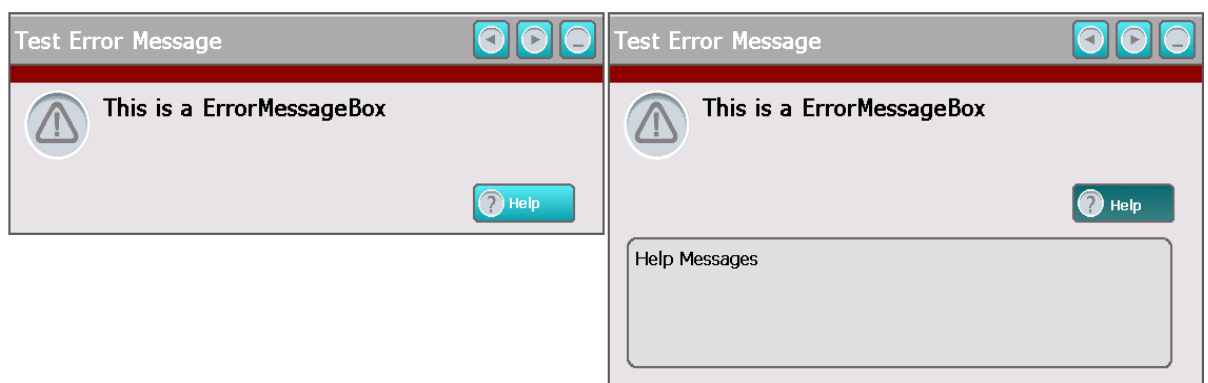 Test Error Message
This is a ErrorMessageBox
Help
Test Error Message
This is a ErrorMessageBox
Help
Help Messages